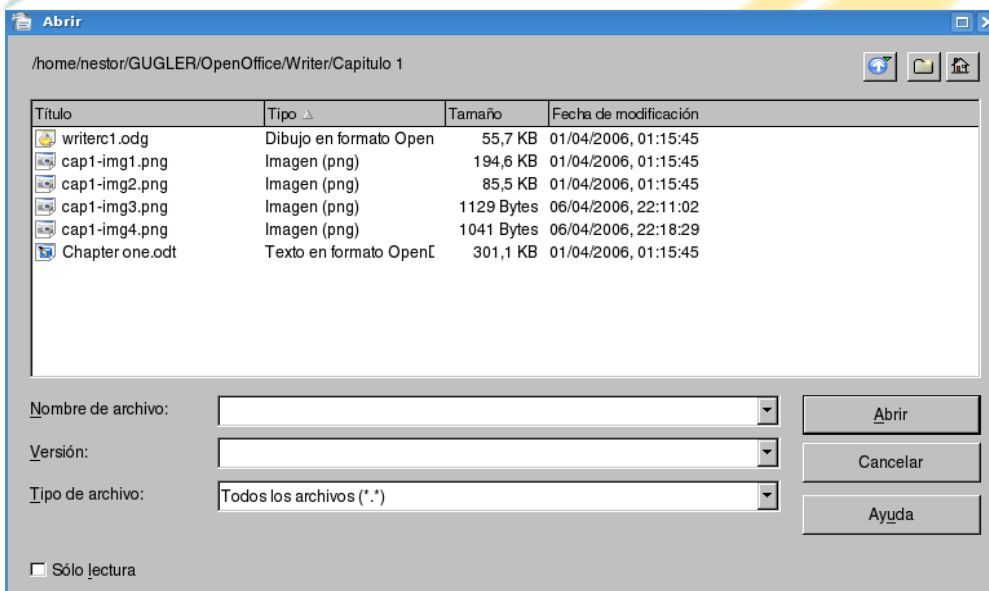 Abrir
/home/nestor/GUGLER/OpenOffice/Writer/Capitulo 1
Título Tipo Tamaño Fecha de modificación
writerc1.odg Dibujo en formato Open 55,7 KB 01/04/2006, 01:15:45
cap1-img1.png Imagen (png) 194,6 KB 01/04/2006, 01:15:45
cap1-img2.png Imagen (png) 85,5 KB 01/04/2006, 01:15:45
cap1-img3.png Imagen (png) 1129 Bytes 06/04/2006, 22:11:02
cap1-img4.png Imagen (png) 1041 Bytes 06/04/2006, 22:18:29
Chapter one.odt Texto en formato Open 301,1 KB 01/04/2006, 01:15:45
Nombre de archivo:
Abrir
Versión:
Cancelar
Tipo de archivo: Todos los archivos (*.*)
Ayuda
Sólo lectura